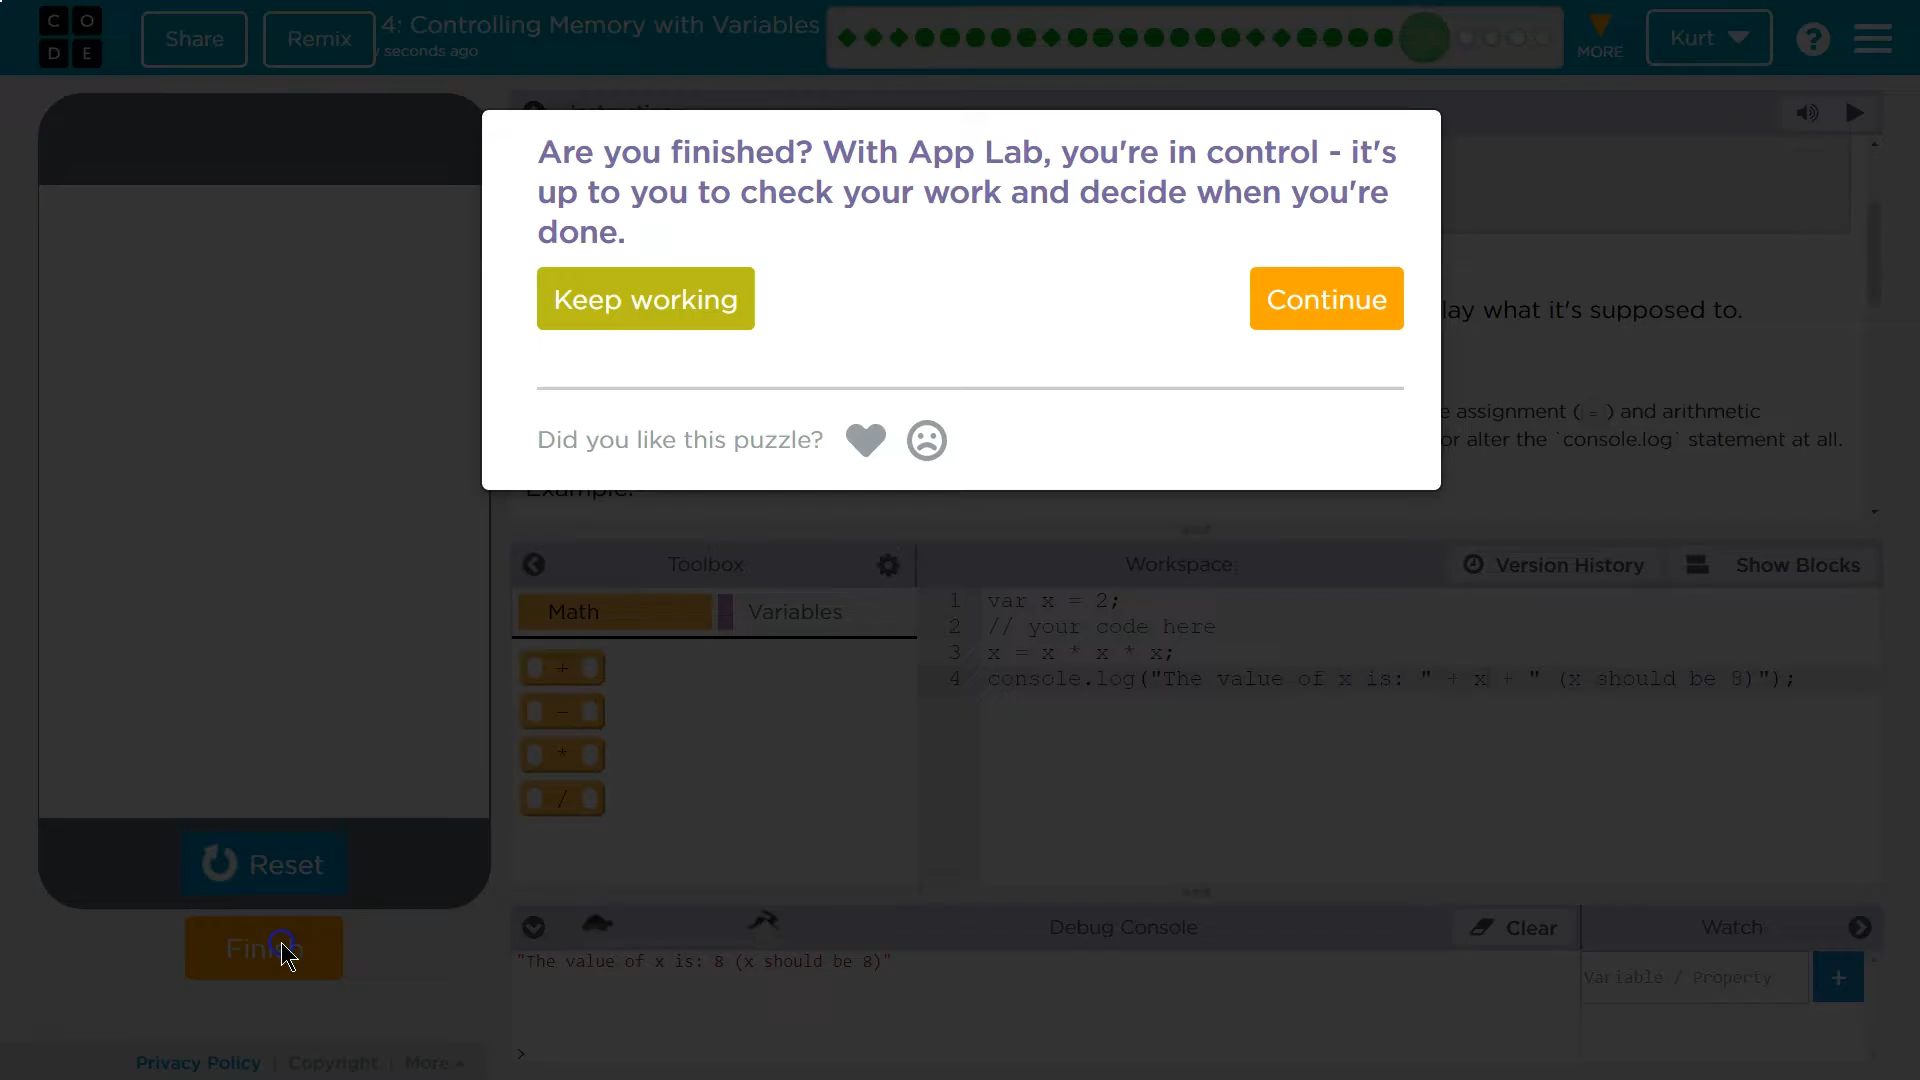 C O
D E
Share
Remix
4: Controlling Memory with Variables
seconds ago
MORE
Kurt
?
Are you finished? With App Lab, you're in control - it's
up to you to check your work and decide when you're
done.
Keep working
Continue
Did you like this puzzle?
lay what it's supposed to.
e assignment ( = ) and arithmetic
or alter the `console.log` statement at all.
Example:
Toolbox
Workspace:
Version History
Show Blocks
Math
Variables
+
-
*
/
1 var x = 2;
2 // your code here
3 x = x * x * x;
4 console.log("The value of x is: " + x + " (x should be 8)");
Reset
Finish
Debug Console
Clear
Watch
"The value of x is: 8 (x should be 8)"
Variable / Property
+
>
Privacy Policy | Copyright | More